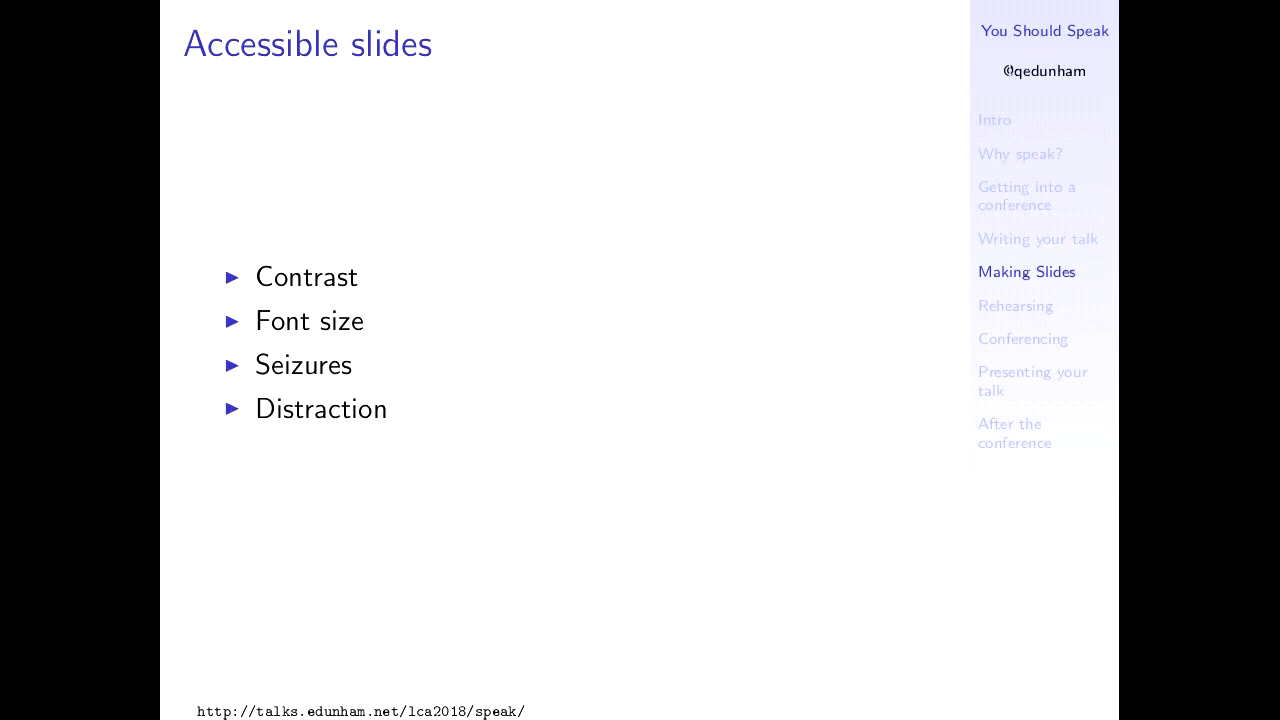 Accessible slides
Contrast
Font size
Seizures
Distraction
http://talks.edunham.net/lca2018/speak/
You Should Speak
@qedunham
Intro
Why speak?
Getting into a
conference
Writing your talk
Making Slides
Rehearsing
Conferencing
Presenting your
talk
After the
conference